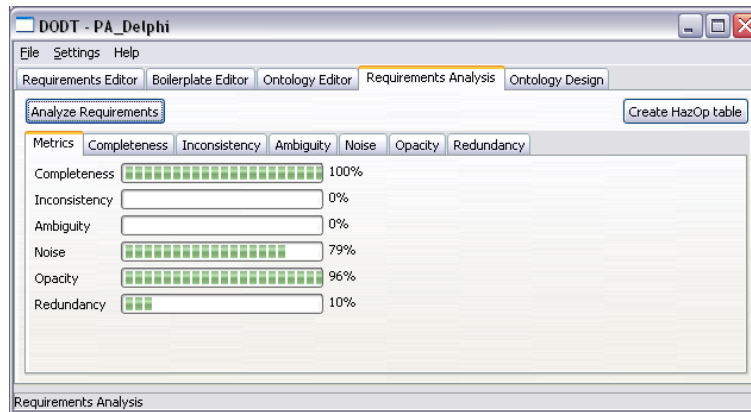 DODT - PA_Delphi
File Settings Help
Requirements Editor Boilerplate Editor Ontology Editor Requirements Analysis Ontology Design
Analyze Requirements Create HazOp table
Metrics Completeness Inconsistency Ambiguity Noise Opacity Redundancy
Completeness 100%
Inconsistency 0%
Ambiguity 0%
Noise 79%
Opacity 96%
Redundancy 10%
Requirements Analysis